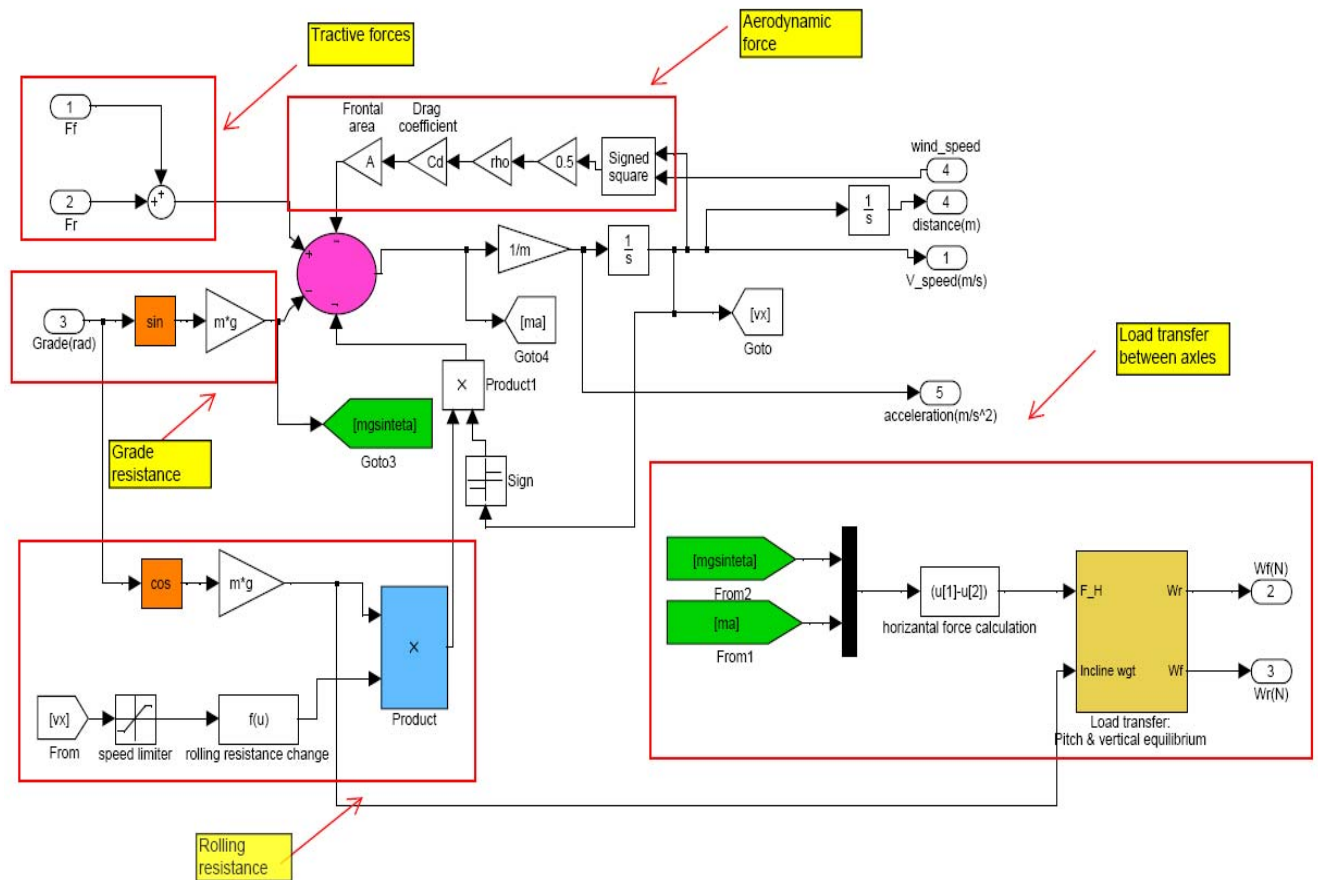 Tractive forces
Aerodynamic
force
1
Ff
2
Fr
+
+
Frontal
area
Drag
coefficient
A
Cd
rho
0.5
Signed
square
wind_speed
4
1
s
4
distance(m)
1
V_speed(m/s)
-
+
-
-
1/m
1
s
[ma]
Goto4
[vx]
Goto
3
Grade(rad)
sin
m*g
X
Product1
[mgsinteta]
Goto3
Sign
5
acceleration(m/s^2)
Load transfer
between axles
Grade
resistance
cos
m*g
X
Product
[vx]
From
speed limiter
f(u)
rolling resistance change
[mgsinteta]
From2
[ma]
From1
(u[1]-u[2])
horizantal force calculation
F_H
Wr
Incline wgt
Wf
Load transfer:
Pitch & vertical equilibrium
Wf(N)
2
3
Wr(N)
Rolling
resistance